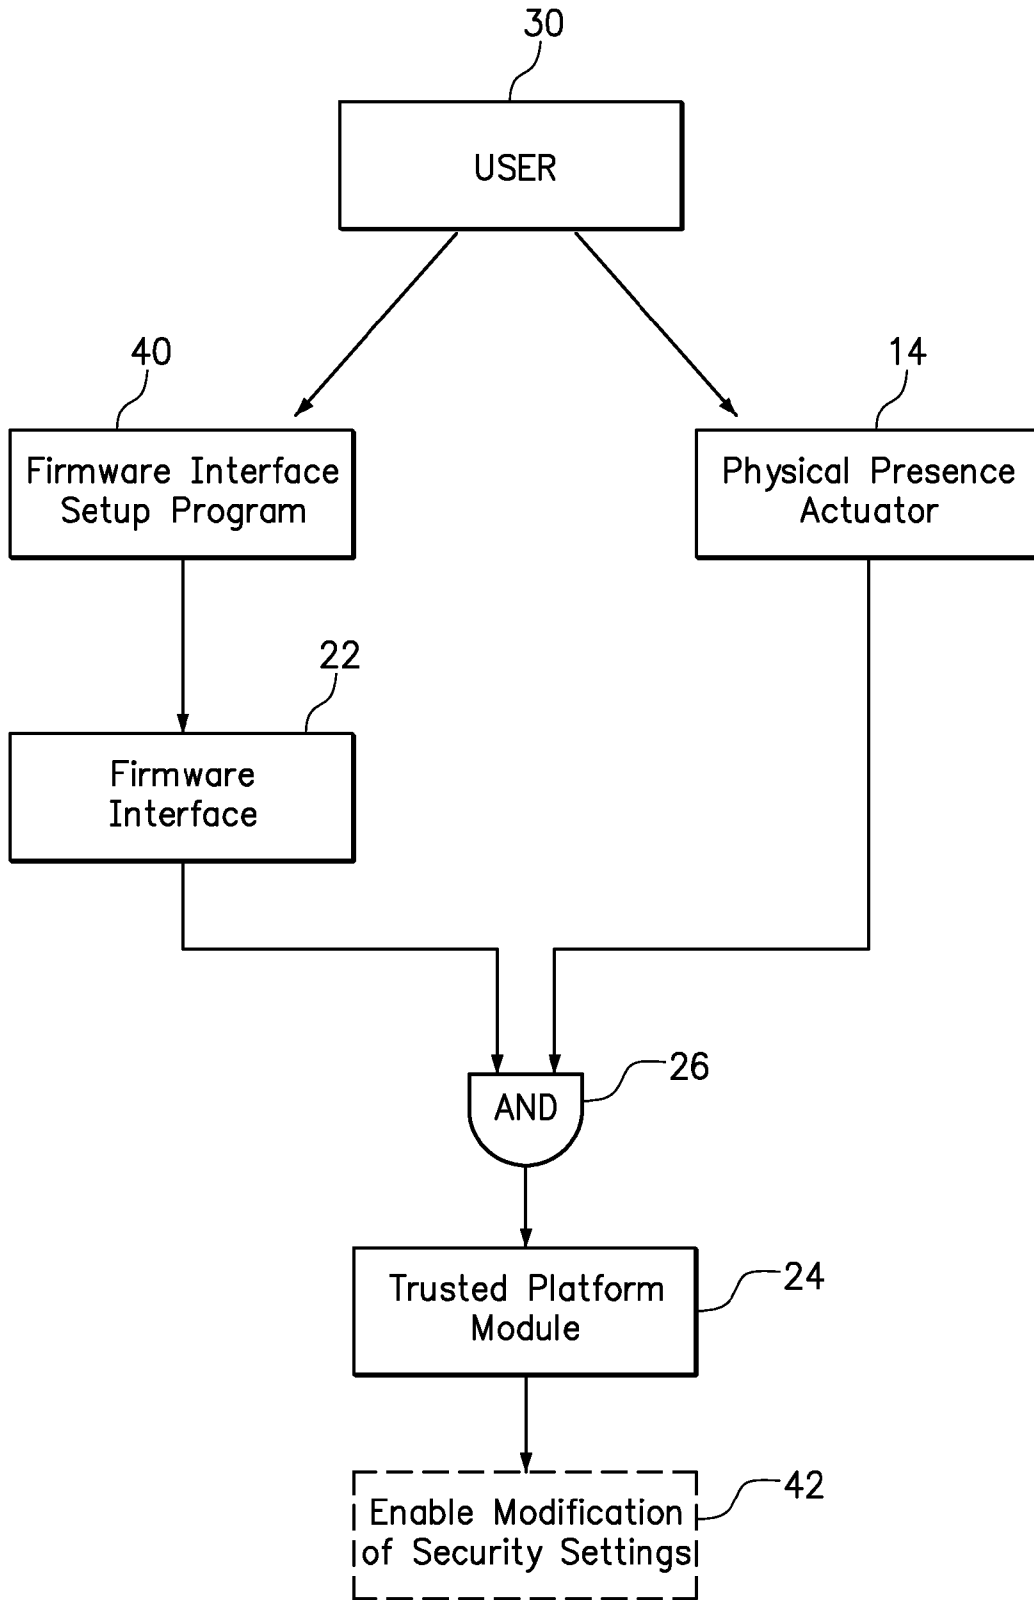 30
USER
40
14
Firmware Interface
Setup Program
Physical Presence
Actuator
22
Firmware
Interface
AND
26
Trusted Platform
Module
24
Enable Modification
of Security Settings
42